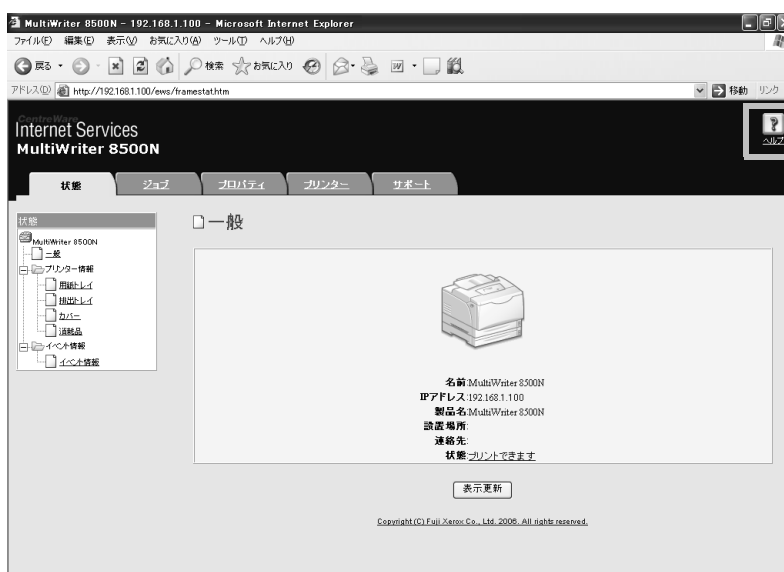 MultiWriter 8500N - 192.168.1.100 - Microsoft Internet Explorer
ファイル(F) 編集(E) 表示(V) お気に入り(A) ツール(T) ヘルプ(H)
戻る 検索 お気に入り
アドレス(D) http://192.168.1.100/ews/framestat.htm 移動 リンク
CentreWare
Internet Services
MultiWriter 8500N
ヘルプ
状態 ジョブ プロパティ プリンター サポート
状態
MultiWriter 8500N
一般
プリンター情報
用紙トレイ
排出トレイ
カバー
消耗品
イベント情報
イベント情報
一般
名前:MultiWriter 8500N
IPアドレス:192.168.1.100
製品名:MultiWriter 8500N
設置場所:
連絡先:
状態:プリントできます
表示更新
Copyright(C) Fuji Xerox Co., Ltd. 2006. All rights reserved.